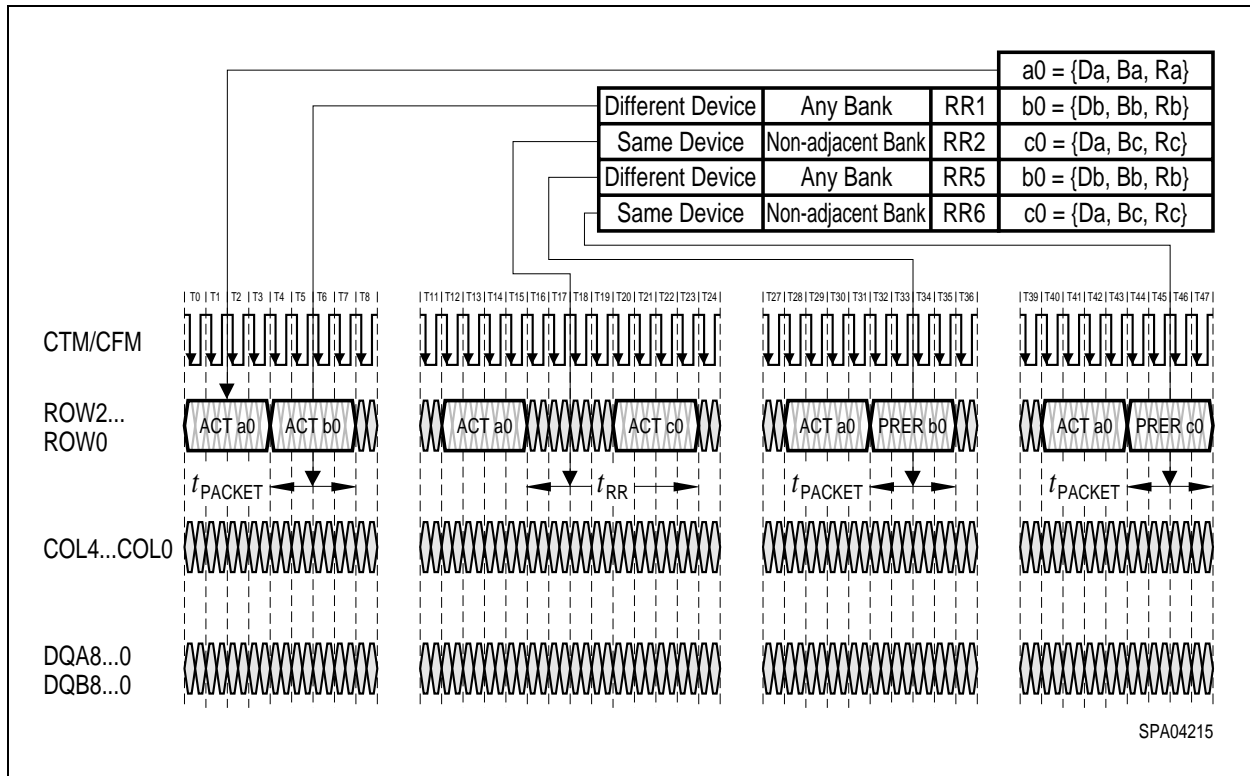 a0 = {Da, Ba, Ra}
Different Device Any Bank RR1 b0 = {Db, Bb, Rb}
Same Device Non-adjacent Bank RR2 c0 = {Da, Bc, Rc}
Different Device Any Bank RR5 b0 = {Db, Bb, Rb}
Same Device Non-adjacent Bank RR6 c0 = {Da, Bc, Rc}
T0 T1 T2 T3 T4 T5 T6 T7 T8 T11 T12 T13 T14 T15 T16 T17 T18 T19 T20 T21 T22 T23 T24 T27 T28 T29 T30 T31 T32 T33 T34 T35 T36 T39 T40 T41 T42 T43 T44 T45 T46 T47
CTM/CFM
ROW2...
ROW0
ACT a0 ACT b0 ACT a0 ACT c0 ACT a0 PRER b0 ACT a0 PRER c0
tPACKET tRR tPACKET tPACKET
COL4...COL0
DQA8...0
DQB8...0
SPA04215